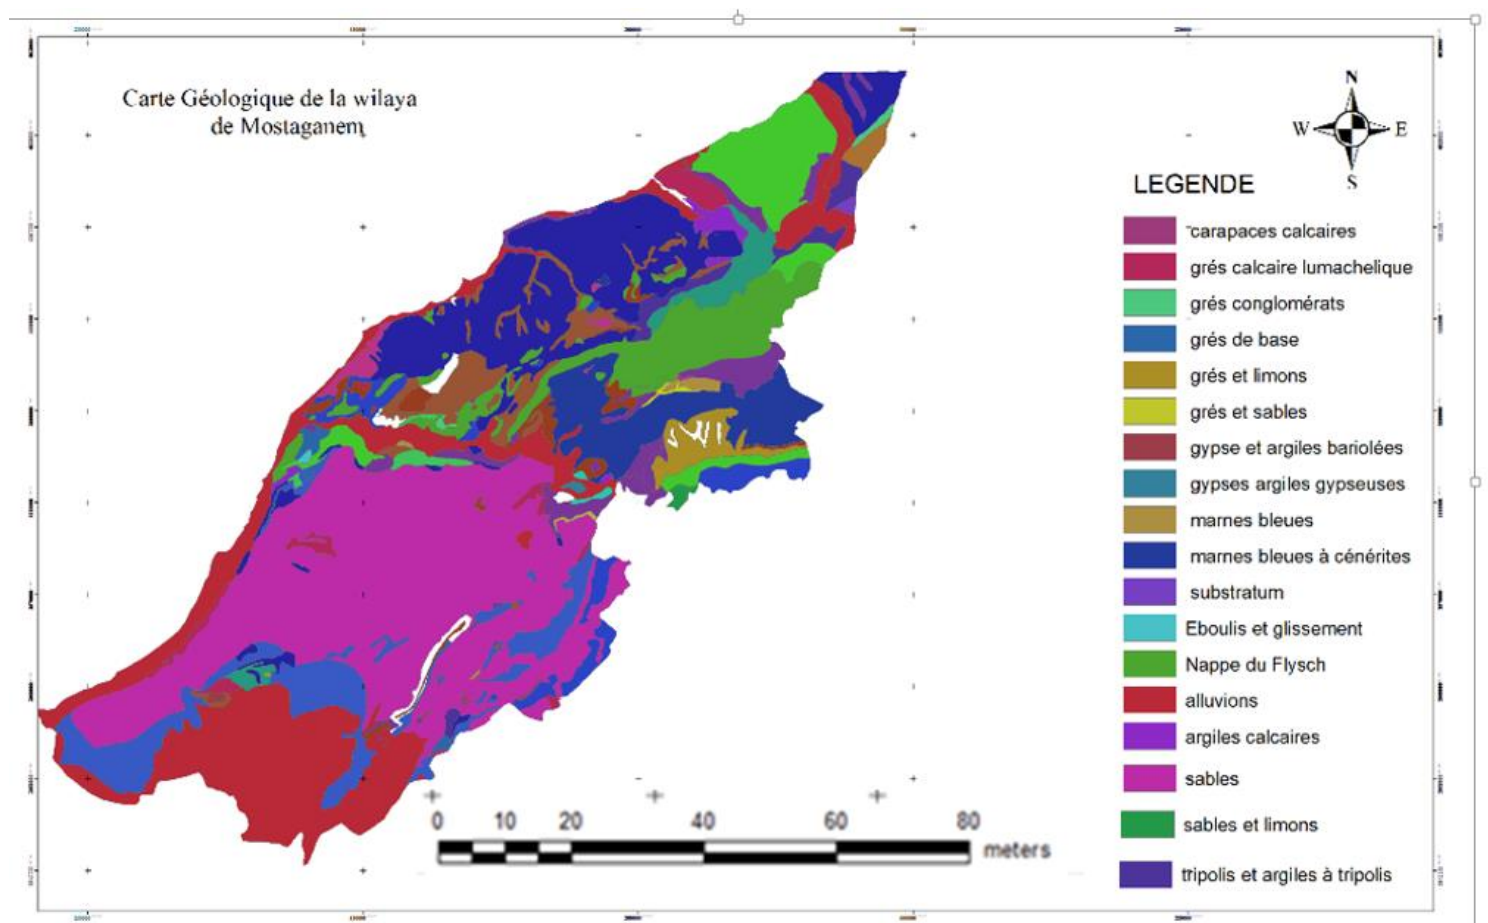 Carte Géologique de la wilaya
de Mostaganem
N
W E
S
LEGENDE
carapaces calcaires
grés calcaire lumachelique
grés conglomérats
grés de base
grés et limons
grés et sables
gypse et argiles bariolées
gypses argiles gypseuses
marnes bleues
marnes bleues à cénérites
substratum
Eboulis et glissement
Nappe du Flysch
alluvions
argiles calcaires
sables
sables et limons
tripolis et argiles à tripolis
0 10 20 40 60 80
meters